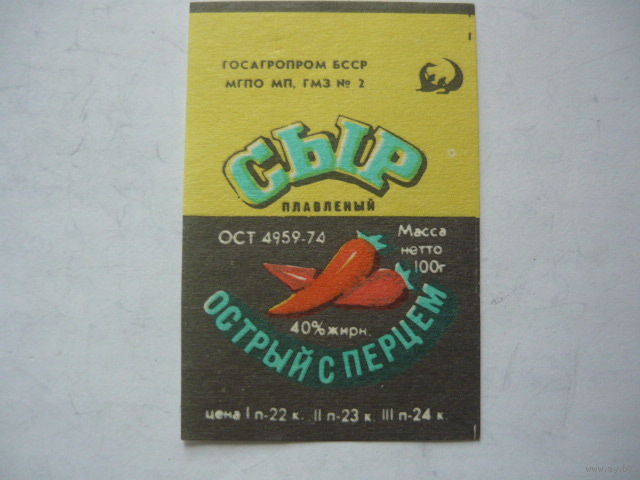 ГОСАГРОПРОМ БССР
МГПО МП, ГМЗ № 2
СЫР
ПЛАВЛЕНЫЙ
ОСТ 4959-74
Масса
нетто
100г
40% жирн.
ОСТРЫЙ С ПЕРЦЕМ
цена I п-22 к. II п-23 к. III п-24 к.